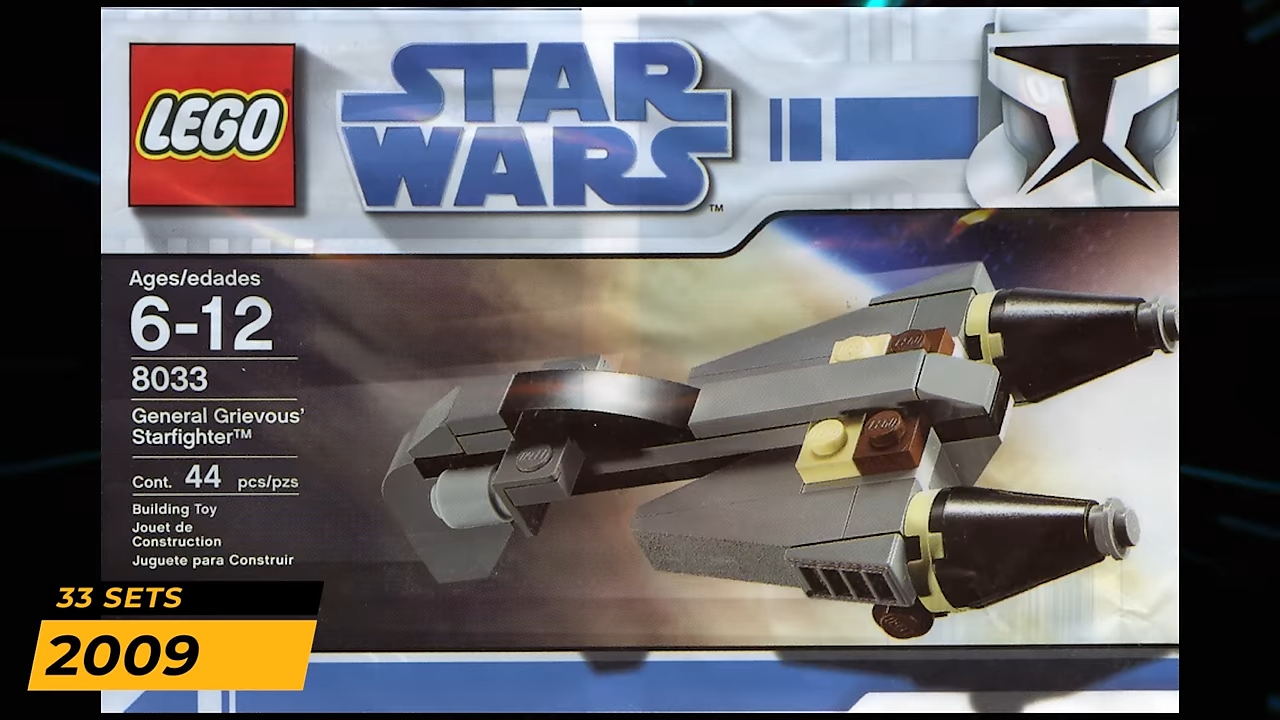 LEGO
STAR
WARS
™
Ages/edades
6-12
8033
General Grievous'
Starfighter™
Cont. 44 pcs/pzs
Building Toy
Jouet de
Construction
Juguete para Construir
33 SETS
2009